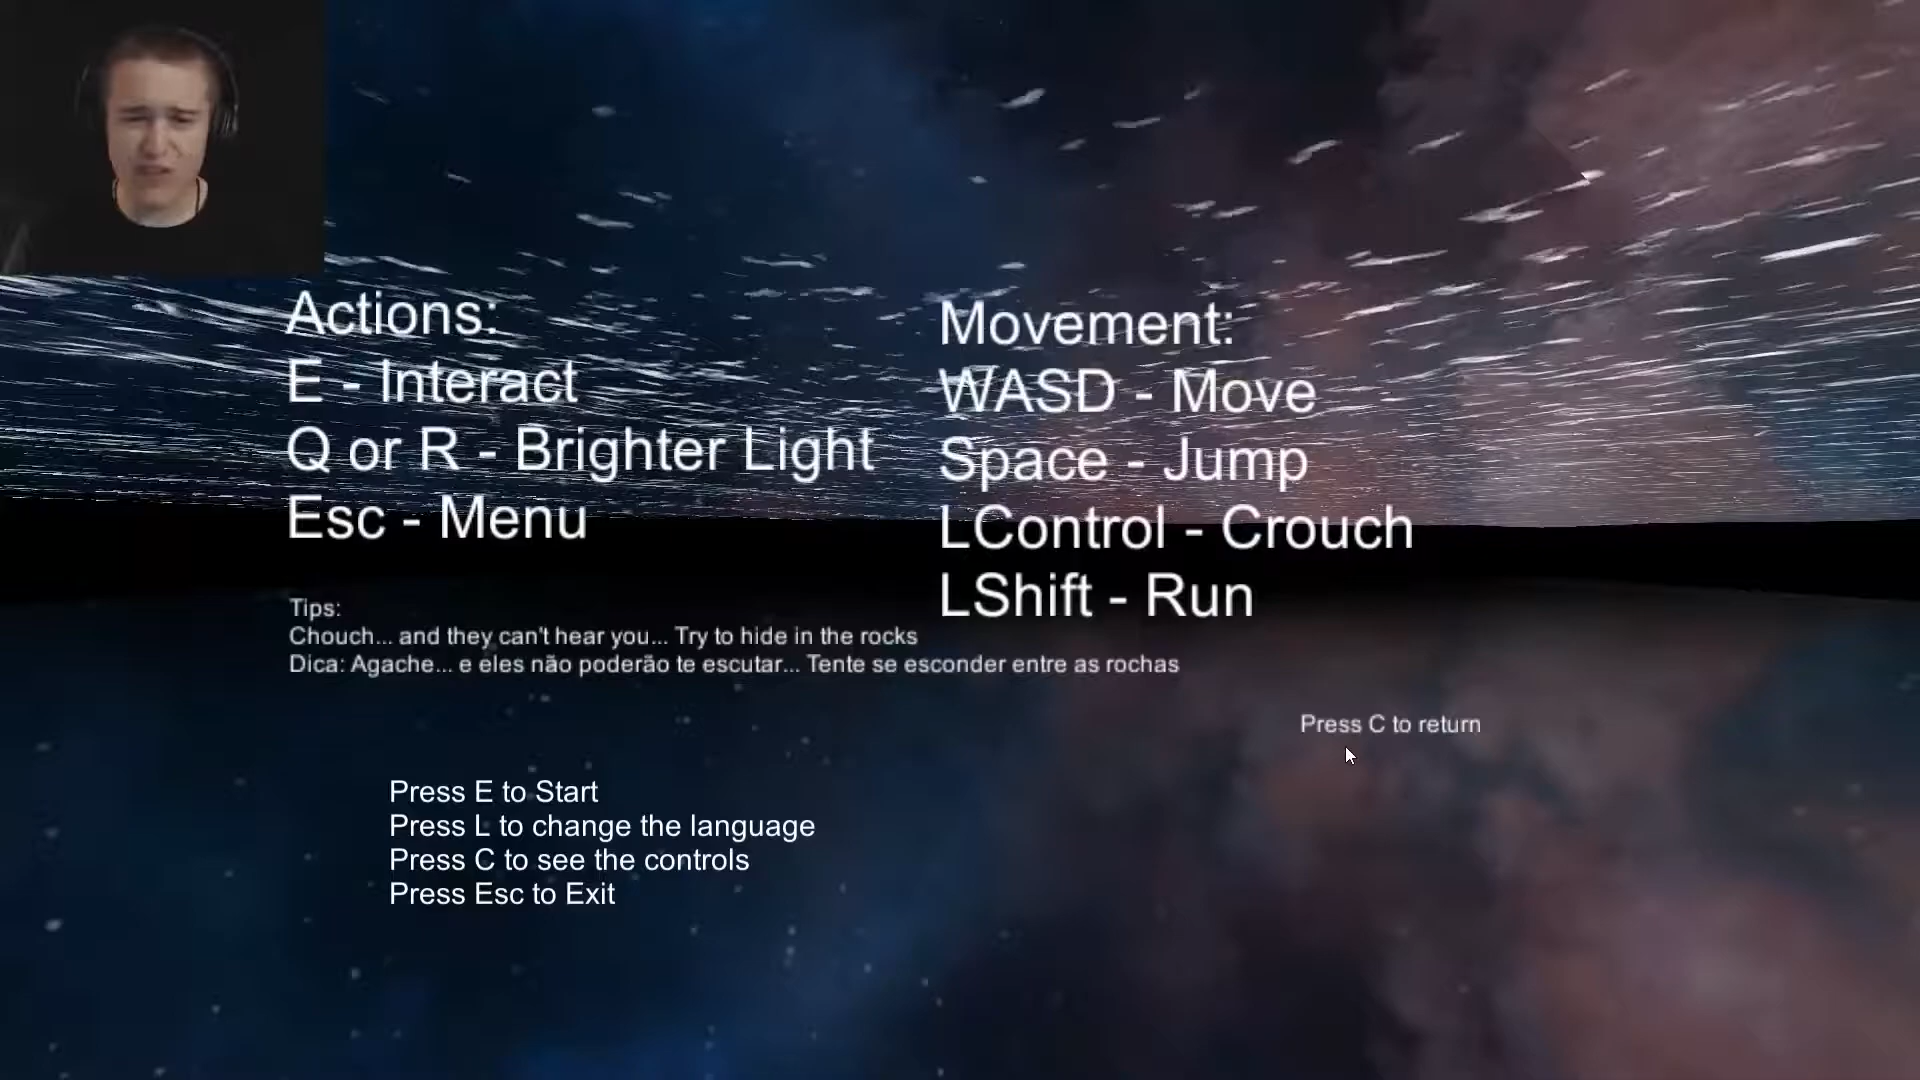 Actions:
E - Interact
Q or R - Brighter Light
Esc - Menu
Movement:
WASD - Move
Space - Jump
LControl - Crouch
LShift - Run
Tips:
Chouch... and they can't hear you... Try to hide in the rocks
Dica: Agache... e eles não poderão te escutar... Tente se esconder entre as rochas
Press C to return
Press E to Start
Press L to change the language
Press C to see the controls
Press Esc to Exit